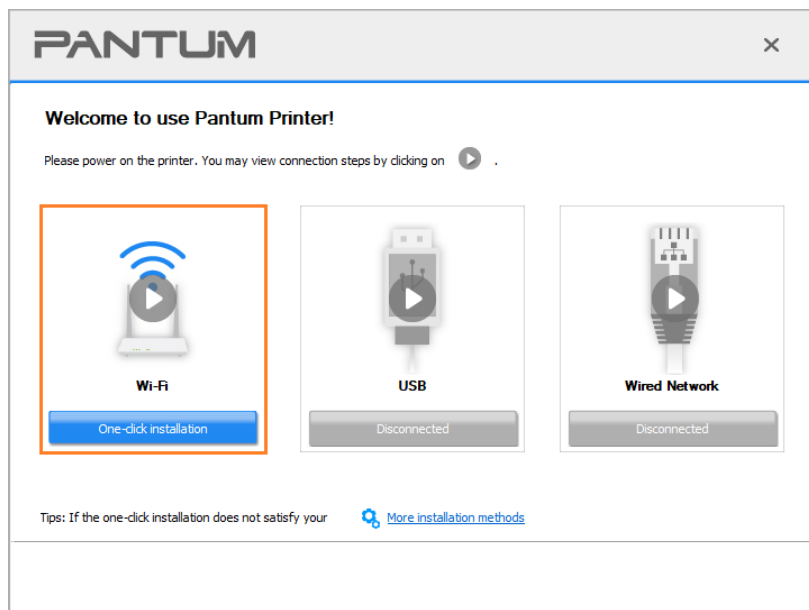 PANTUM
Welcome to use Pantum Printer!
Please power on the printer. You may view connection steps by clicking on .
Wi-Fi
USB
Wired Network
One-click installation
Disconnected
Disconnected
Tips: If the one-click installation does not satisfy your More installation methods